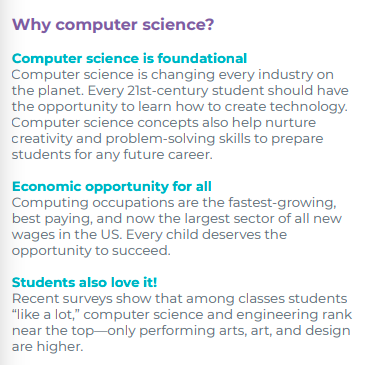 Why computer science?
Computer science is foundational
Computer science is changing every industry on
the planet. Every 21st-century student should have
the opportunity to learn how to create technology.
Computer science concepts also help nurture
creativity and problem-solving skills to prepare
students for any future career.
Economic opportunity for all
Computing occupations are the fastest-growing,
best paying, and now the largest sector of all new
wages in the US. Every child deserves the
opportunity to succeed.
Students also love it!
Recent surveys show that among classes students
“like a lot,” computer science and engineering rank
near the top—only performing arts, art, and design
are higher.